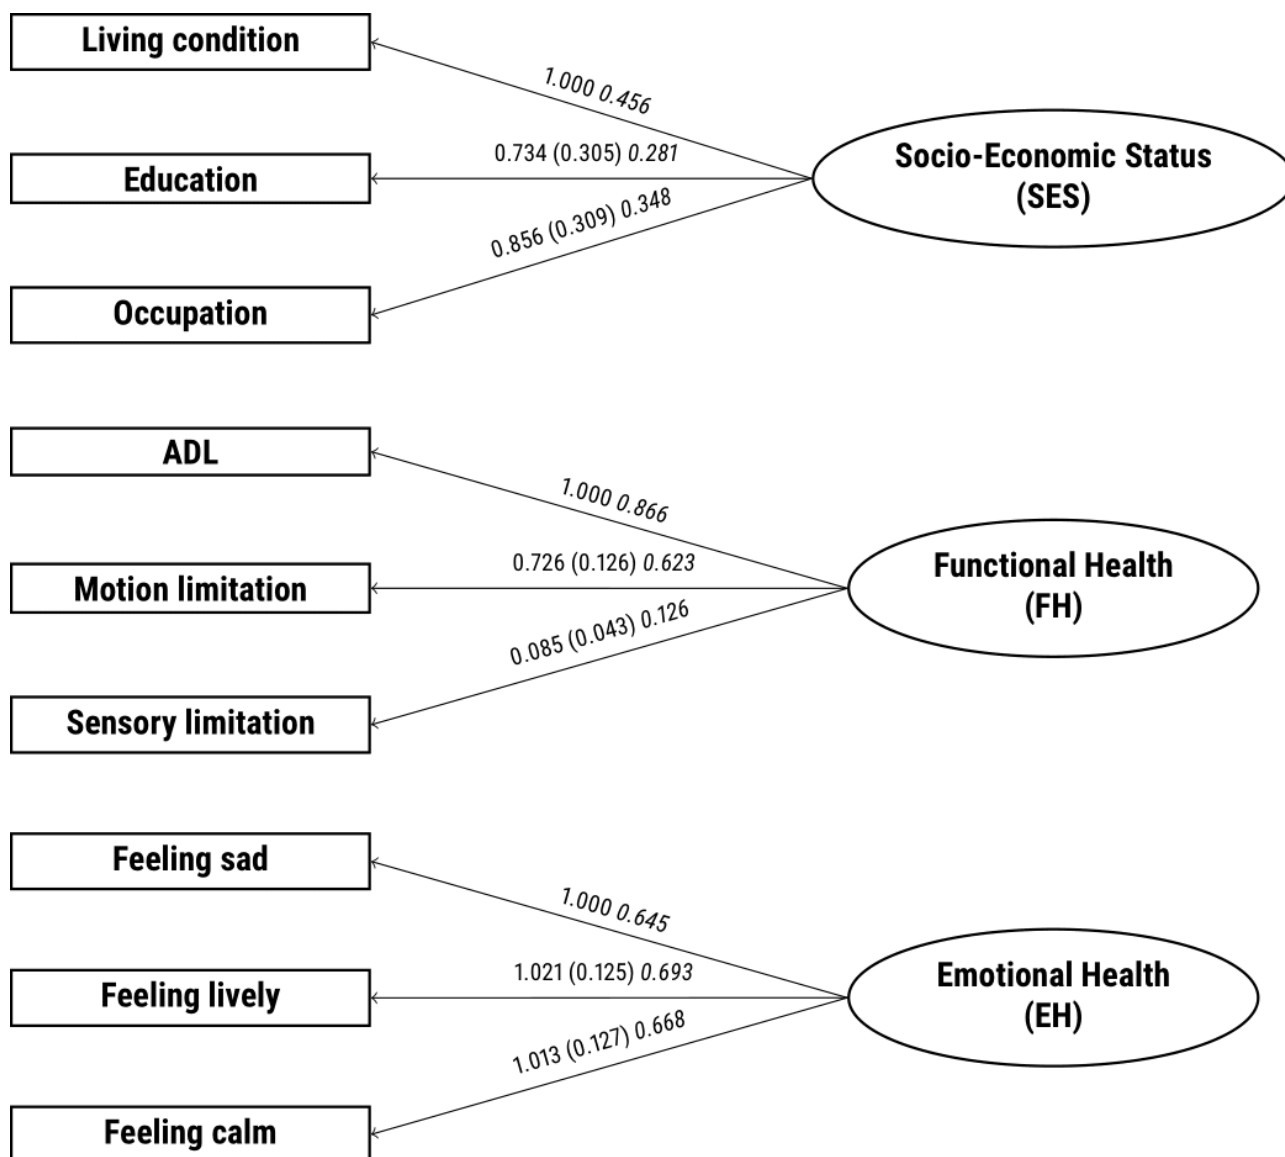 Living condition
1.000 0.456
Education
0.734 (0.305) 0.281
Socio-Economic Status
(SES)
0.856 (0.309) 0.348
Occupation
ADL
1.000 0.866
Motion limitation
0.726 (0.126) 0.623
Functional Health
(FH)
0.085 (0.043) 0.126
Sensory limitation
Feeling sad
1.000 0.645
Feeling lively
1.021 (0.125) 0.693
Emotional Health
(EH)
1.013 (0.127) 0.668
Feeling calm